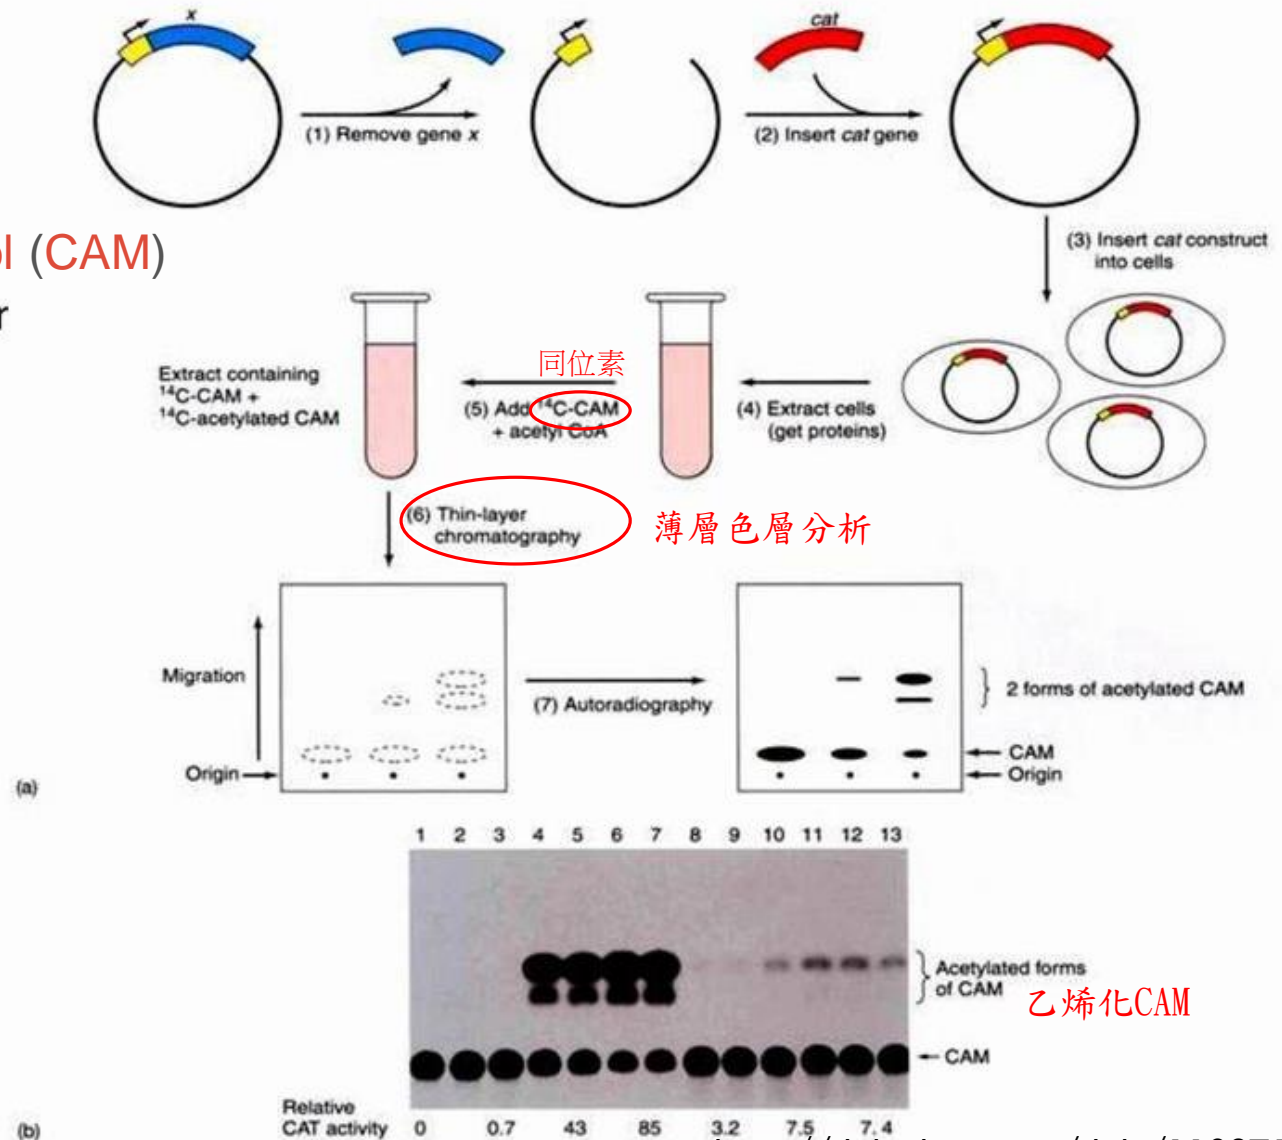 x
cat
(1) Remove gene x
(2) Insert cat gene
(3) Insert cat construct
into cells
l (CAM)
r
Extract containing
14C-CAM +
14C-acetylated CAM
同位素
(5) Add 14C-CAM
+ acetyl CoA
(4) Extract cells
(get proteins)
(6) Thin-layer
chromatography
薄層色層分析
Migration
Origin
(7) Autoradiography
2 forms of acetylated CAM
CAM
Origin
(a)
1 2 3 4 5 6 7 8 9 10 11 12 13
Acetylated forms
of CAM
乙烯化CAM
CAM
Relative
CAT activity 0 0.7 43 85 3.2 7.5 7.4
(b)